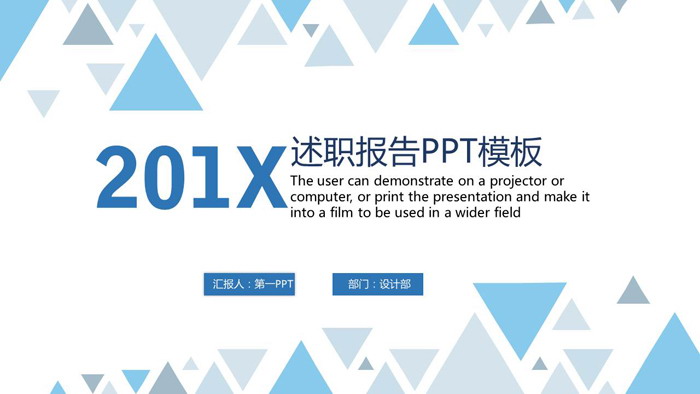 201X
述职报告PPT模板
The user can demonstrate on a projector or
computer, or print the presentation and make it
into a film to be used in a wider field
汇报人：第一PPT
部门：设计部